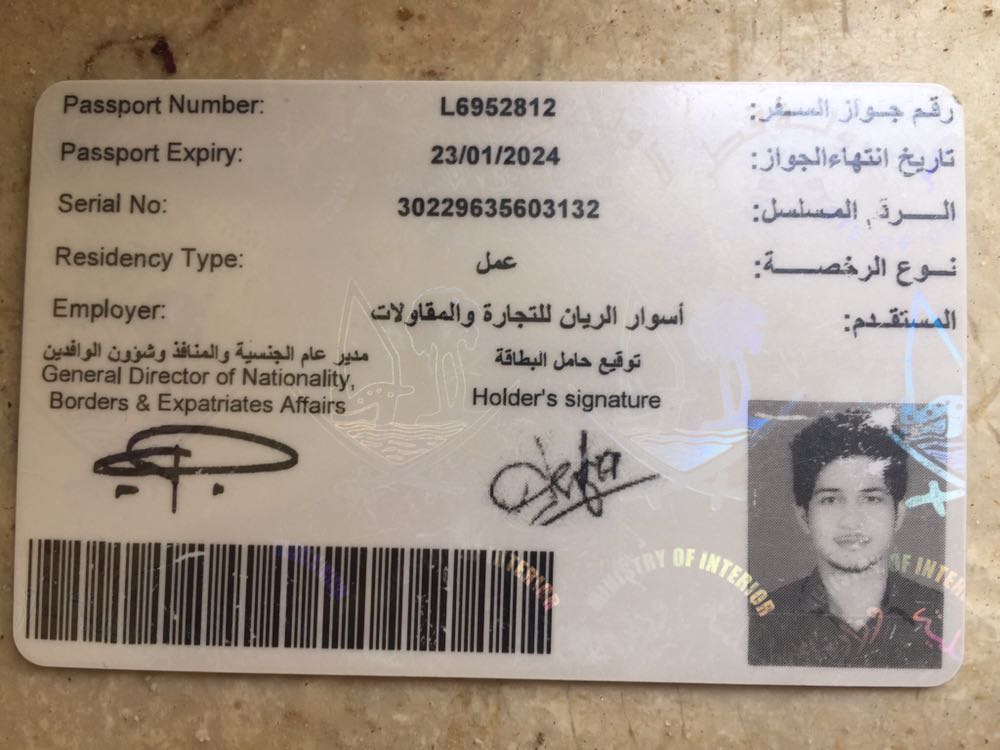 Passport Number: L6952812 رقم جواز السفر:
Passport Expiry: 23/01/2024 تاريخ انتهاءالجواز:
Serial No: 30229635603132 الرقم المسلسل:
Residency Type: عمل نوع الرخصة:
Employer: أسوار الريان للتجارة والمقاولات المستقدم:
مدير عام الجنسية والمنافذ وشؤون الوافدين
General Director of Nationality,
Borders & Expatriates Affairs
توقيع حامل البطاقة
Holder's signature
MINISTRY OF INTERIOR